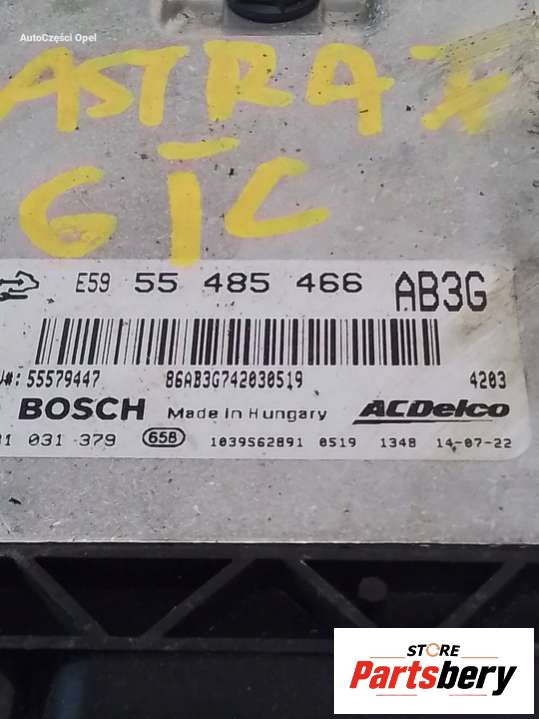 AutoCzęści Opel
ASTRA
GTC
E59 55 485 466 AB3G
#: 55579447 86AB3G742030519 4203
BOSCH Made in Hungary ACDelco
031 379 658 1039S62891 0519 1348 14-07-22
STORE
Partsbery